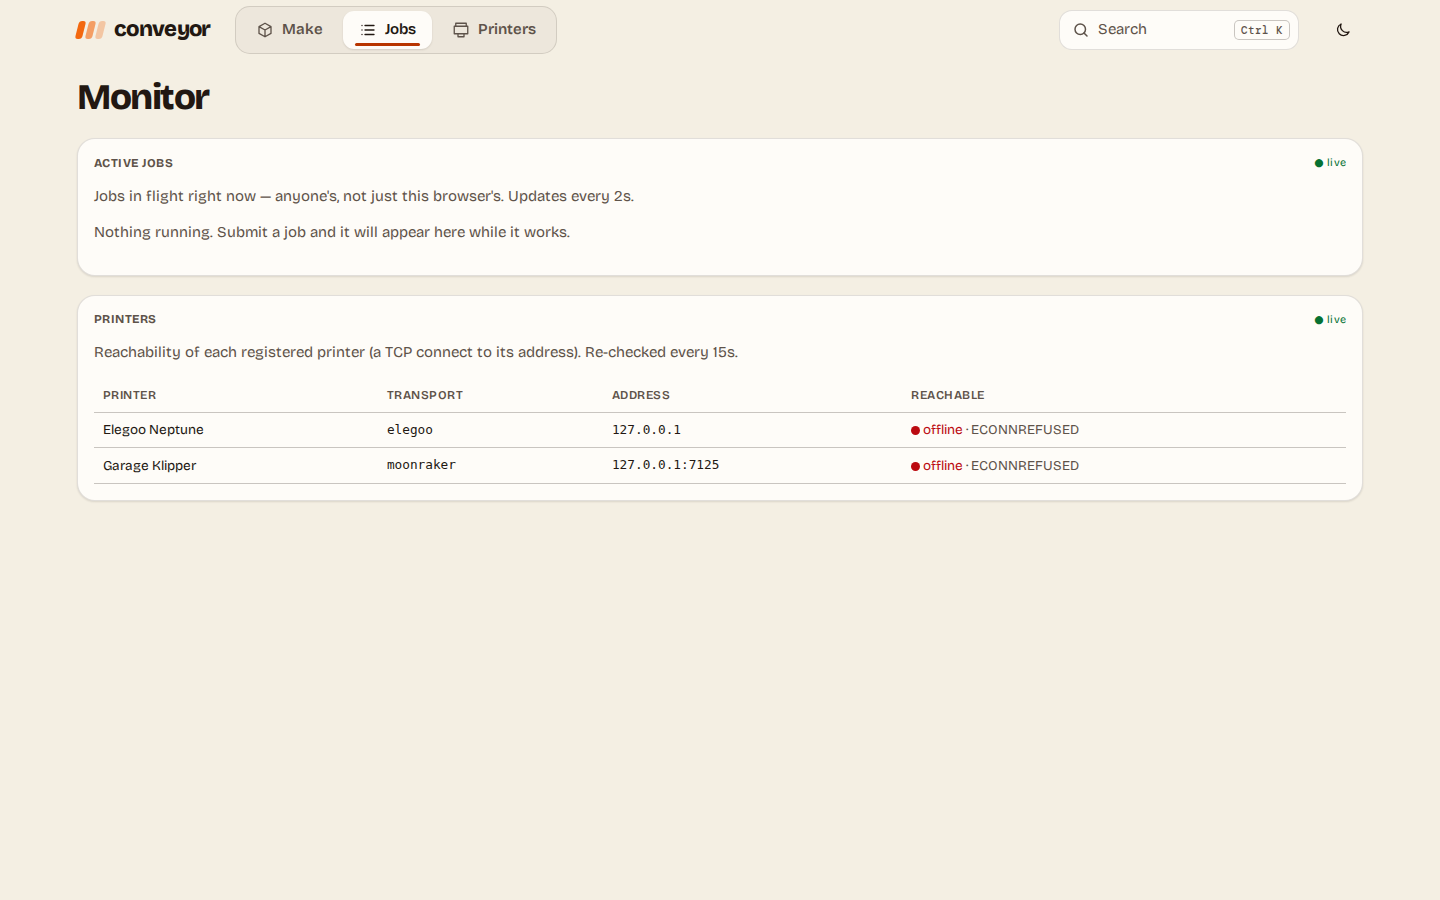 conveyor
Make
Jobs
Printers
Search
Ctrl K
Monitor
ACTIVE JOBS
live
Jobs in flight right now — anyone's, not just this browser's. Updates every 2s.
Nothing running. Submit a job and it will appear here while it works.
PRINTERS
live
Reachability of each registered printer (a TCP connect to its address). Re-checked every 15s.
PRINTER TRANSPORT ADDRESS REACHABLE
Elegoo Neptune elegoo 127.0.0.1 offline · ECONNREFUSED
Garage Klipper moonraker 127.0.0.1:7125 offline · ECONNREFUSED